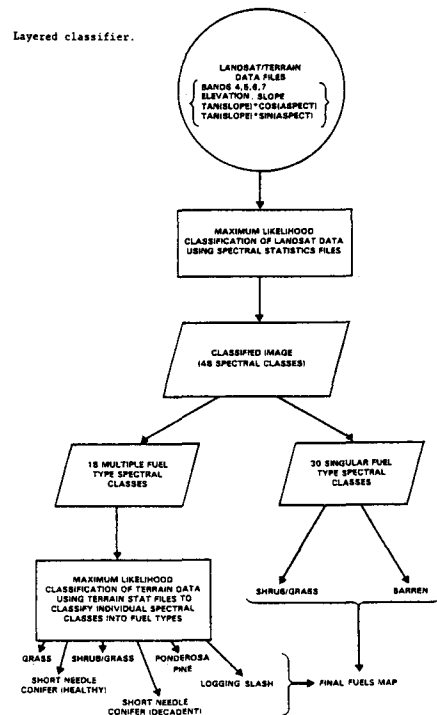 Layered classifier.
LANDSAT/TERRAIN
DATA FILES
BANDS 4,5,6,7
ELEVATION, SLOPE
TAN(SLOPE)*COS(ASPECT)
TAN(SLOPE)*SIN(ASPECT)
MAXIMUM LIKELIHOOD
CLASSIFICATION OF LANDSAT DATA
USING SPECTRAL STATISTICS FILES
CLASSIFIED IMAGE
(48 SPECTRAL CLASSES)
18 MULTIPLE FUEL
TYPE SPECTRAL
CLASSES
30 SINGULAR FUEL
TYPE SPECTRAL
CLASSES
MAXIMUM LIKELIHOOD
CLASSIFICATION OF TERRAIN DATA
USING TERRAIN STAT FILES TO
CLASSIFY INDIVIDUAL SPECTRAL
CLASSES INTO FUEL TYPES
SHRUB/GRASS
BARREN
GRASS
SHRUB/GRASS
PONDEROSA
PINE
SHORT NEEDLE
CONIFER (HEALTHY)
LOGGING SLASH
SHORT NEEDLE
CONIFER (DECADENT)
FINAL FUELS MAP